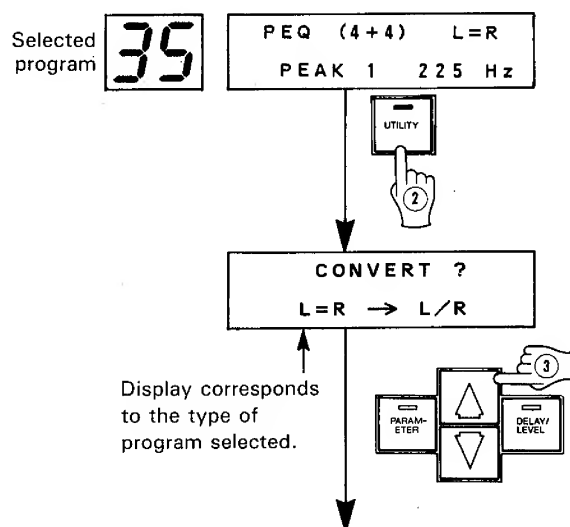 Selected
program
35
PEQ (4+4) L=R
PEAK 1 225 Hz
UTILITY
2
CONVERT ?
L=R → L/R
Display corresponds
to the type of
program selected.
3
PARAM-
ETER
DELAY/
LEVEL